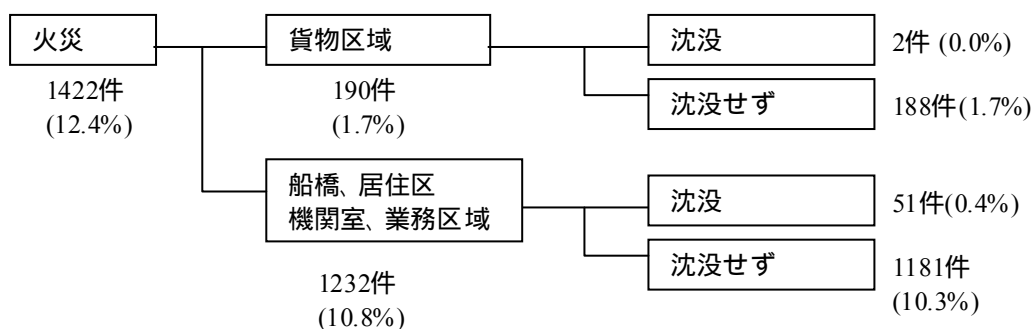 火災
1422件
(12.4%)
貨物区域
190件
(1.7%)
沈没
2件 (0.0%)
沈没せず
188件(1.7%)
船橋、居住区
機関室、業務区域
1232件
(10.8%)
沈没
51件(0.4%)
沈没せず
1181件
(10.3%)